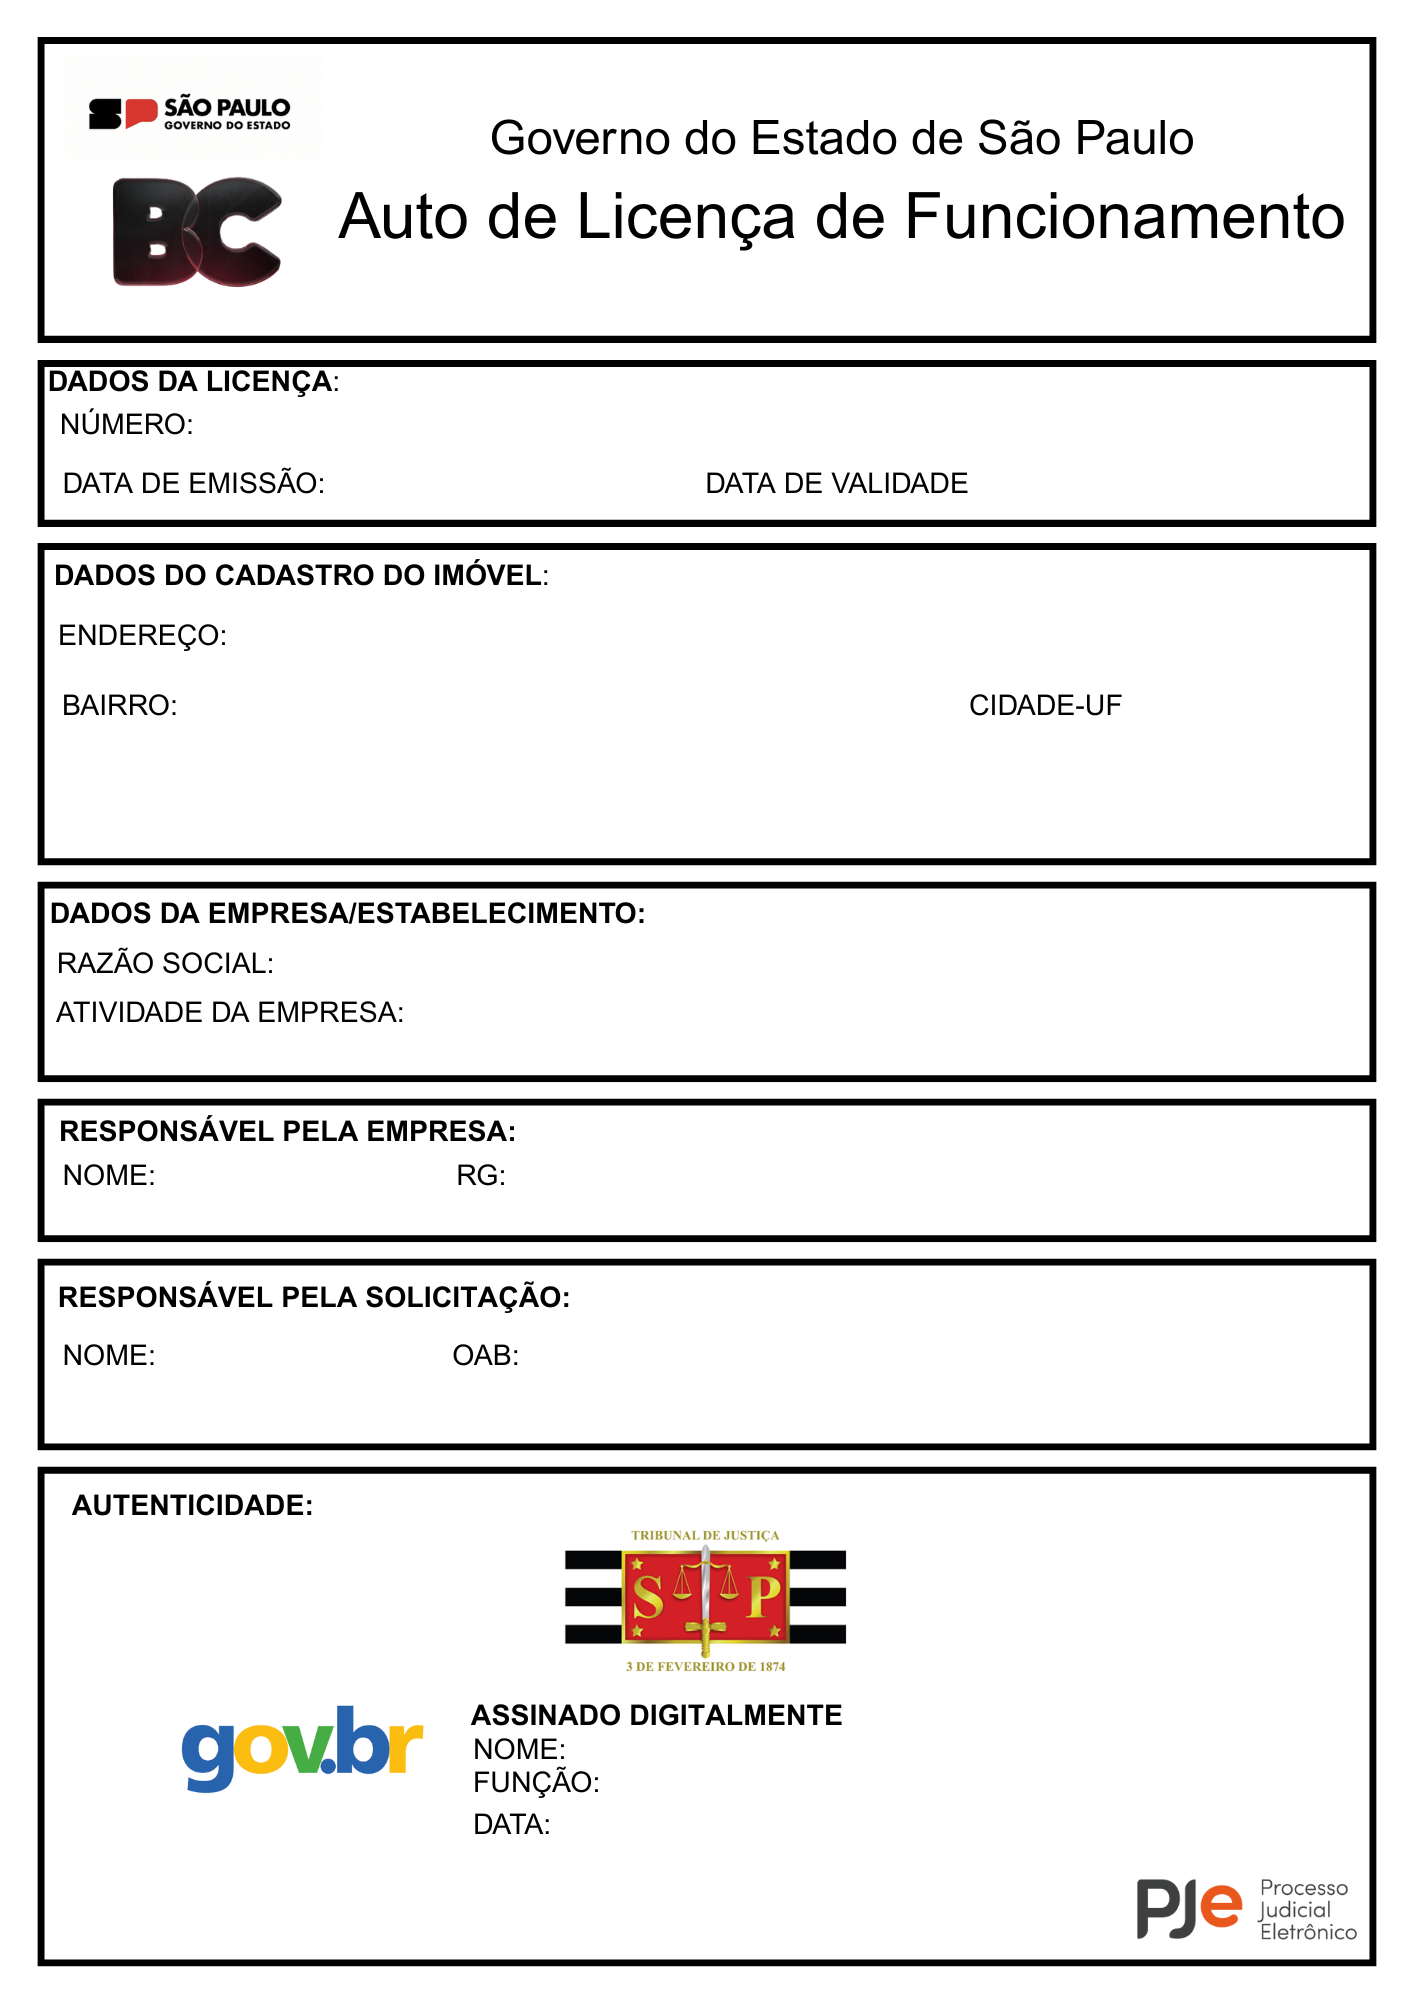 SÃO PAULO
GOVERNO DO ESTADO
BC
Governo do Estado de São Paulo
Auto de Licença de Funcionamento
DADOS DA LICENÇA:
NÚMERO:
DATA DE EMISSÃO: DATA DE VALIDADE
DADOS DO CADASTRO DO IMÓVEL:
ENDEREÇO:
BAIRRO: CIDADE-UF
DADOS DA EMPRESA/ESTABELECIMENTO:
RAZÃO SOCIAL:
ATIVIDADE DA EMPRESA:
RESPONSÁVEL PELA EMPRESA:
NOME: RG:
RESPONSÁVEL PELA SOLICITAÇÃO:
NOME: OAB:
AUTENTICIDADE:
TRIBUNAL DE JUSTIÇA
S P
3 DE FEVEREIRO DE 1874
gov.br
ASSINADO DIGITALMENTE
NOME:
FUNÇÃO:
DATA:
PJe
Processo
Judicial
Eletrônico